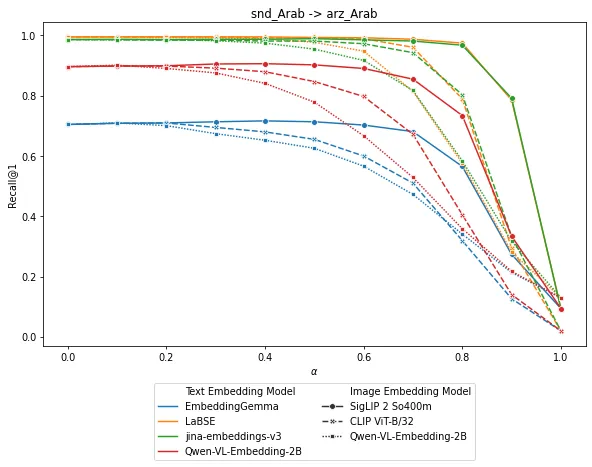 snd_Arab -> arz_Arab
1.0
0.8
0.6
0.4
0.2
0.0
Recall@1
0.0 0.2 0.4 0.6 0.8 1.0
α
Text Embedding Model Image Embedding Model
EmbeddingGemma SigLIP 2 So400m
LaBSE CLIP ViT-B/32
jina-embeddings-v3 Qwen-VL-Embedding-2B
Qwen-VL-Embedding-2B